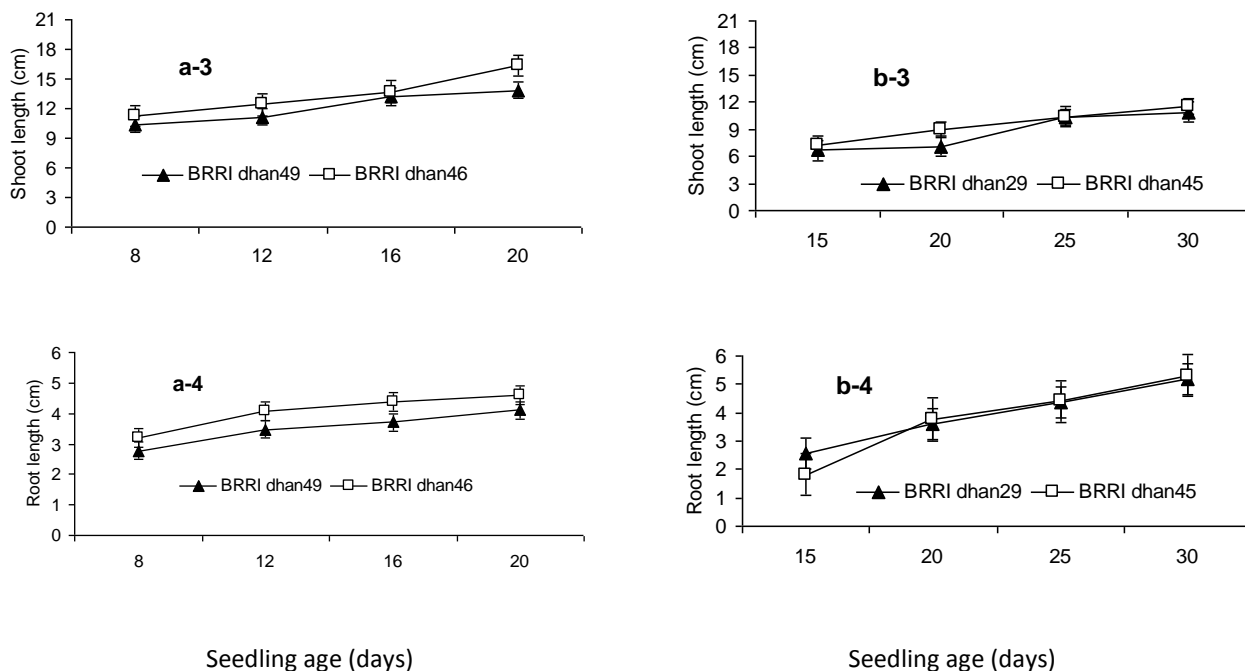 21
18
15
12
9
6
3
0
Shoot length (cm)
a-3
BRRI dhan49 BRRI dhan46
8 12 16 20
21
18
15
12
9
6
3
0
Shoot length (cm)
b-3
BRRI dhan29 BRRI dhan45
15 20 25 30
6
5
4
3
2
1
0
Root length (cm)
a-4
BRRI dhan49 BRRI dhan46
8 12 16 20
6
5
4
3
2
1
0
Root length (cm)
b-4
BRRI dhan29 BRRI dhan45
15 20 25 30
Seedling age (days) Seedling age (days)